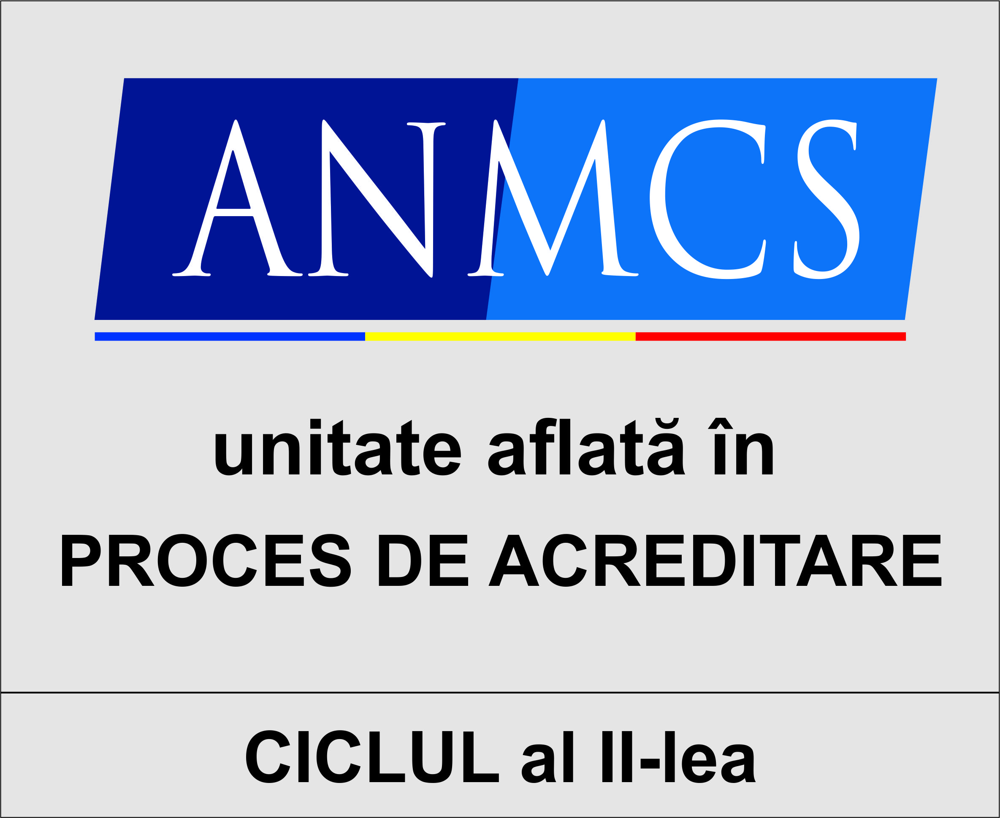 ANMCS
unitate aflată în
PROCES DE ACREDITARE
CICLUL al II-lea